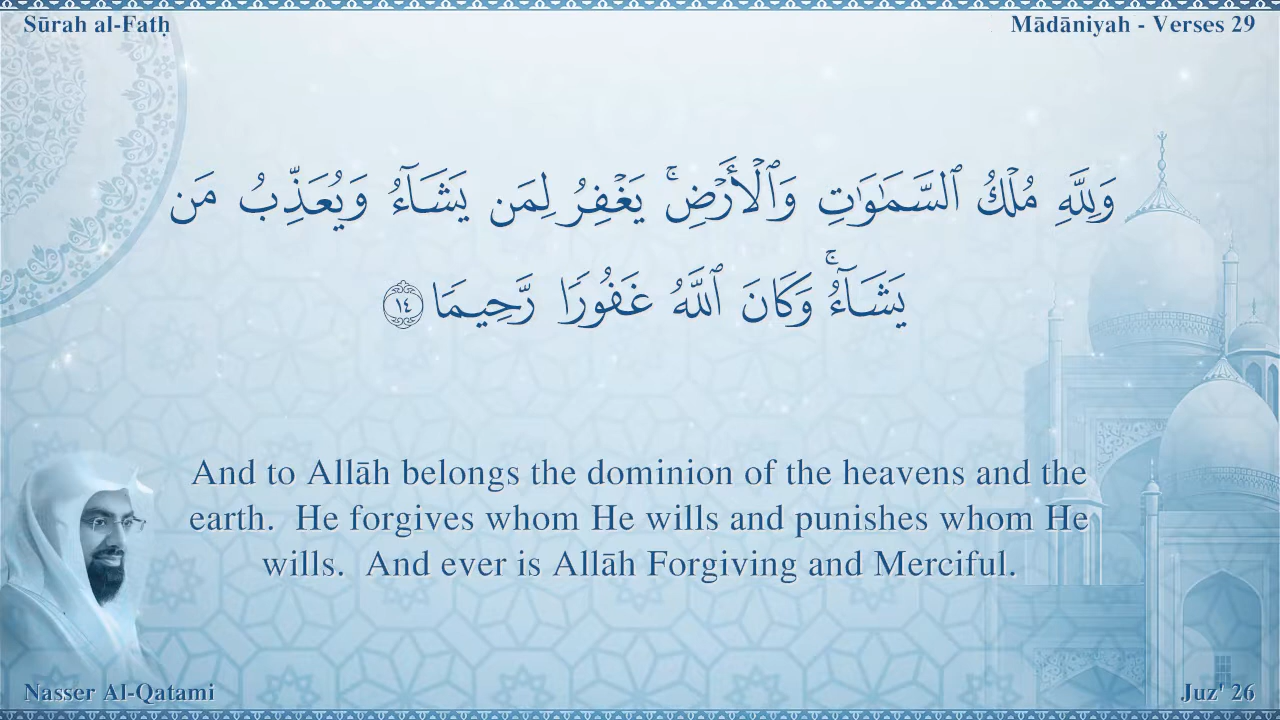 Sūrah al-Fatḥ
Mādāniyah - Verses 29
وَلِلَّهِ مُلْكُ ٱلسَّمَـٰوَٰتِ وَٱلْأَرْضِ ۚ يَغْفِرُ لِمَن يَشَآءُ وَيُعَذِّبُ مَن
يَشَآءُ ۚ وَكَانَ ٱللَّهُ غَفُورًا رَّحِيمًا ١٤
And to Allāh belongs the dominion of the heavens and the
earth.  He forgives whom He wills and punishes whom He
wills.  And ever is Allāh Forgiving and Merciful.
Nasser Al-Qatami
Juz' 26